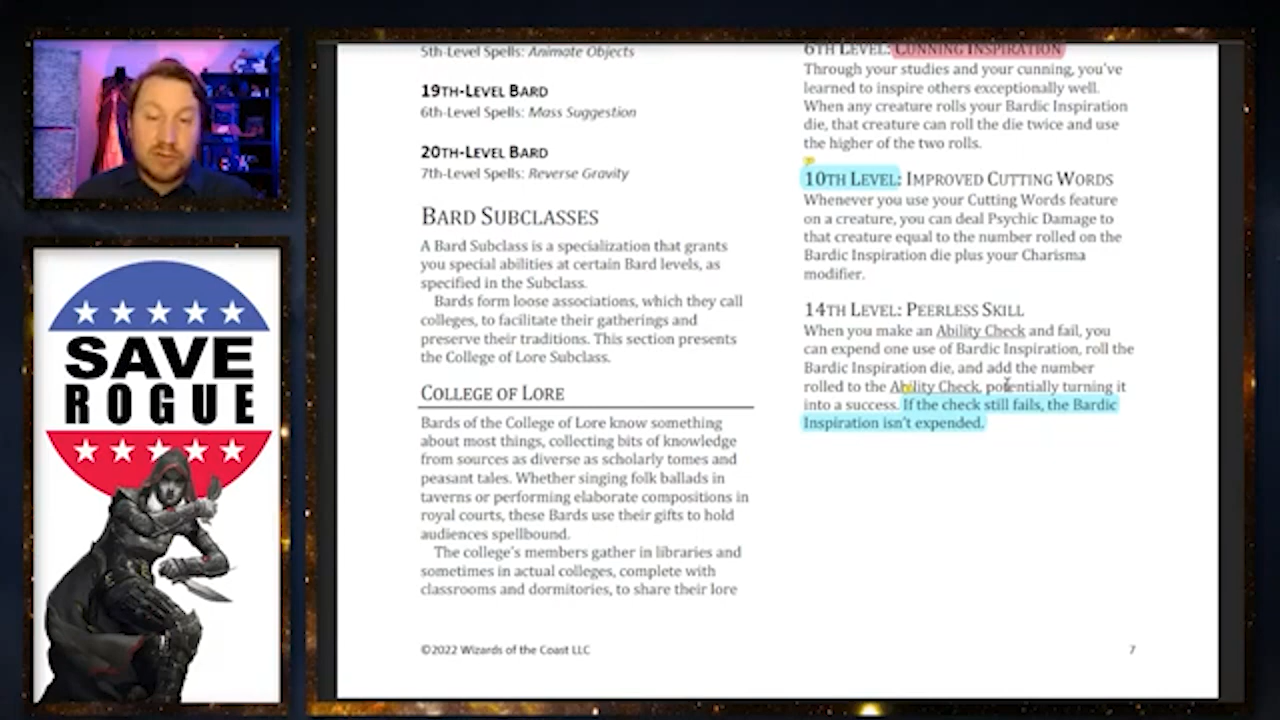 SAVE
ROGUE
5th-Level Spells: Animate Objects
19TH-LEVEL BARD
6th-Level Spells: Mass Suggestion
20TH-LEVEL BARD
7th-Level Spells: Reverse Gravity
BARD SUBCLASSES
A Bard Subclass is a specialization that grants
you special abilities at certain Bard levels, as
specified in the Subclass.
Bards form loose associations, which they call
colleges, to facilitate their gatherings and
preserve their traditions. This section presents
the College of Lore Subclass.
COLLEGE OF LORE
Bards of the College of Lore know something
about most things, collecting bits of knowledge
from sources as diverse as scholarly tomes and
peasant tales. Whether singing folk ballads in
taverns or performing elaborate compositions in
royal courts, these Bards use their gifts to hold
audiences spellbound.
The college's members gather in libraries and
sometimes in actual colleges, complete with
classrooms and dormitories, to share their lore
6TH LEVEL: CUNNING INSPIRATION
Through your studies and your cunning, you've
learned to inspire others exceptionally well.
When any creature rolls your Bardic Inspiration
die, that creature can roll the die twice and use
the higher of the two rolls.
10TH LEVEL: IMPROVED CUTTING WORDS
Whenever you use your Cutting Words feature
on a creature, you can deal Psychic Damage to
that creature equal to the number rolled on the
Bardic Inspiration die plus your Charisma
modifier.
14TH LEVEL: PEERLESS SKILL
When you make an Ability Check and fail, you
can expend one use of Bardic Inspiration, roll the
Bardic Inspiration die, and add the number
rolled to the Ability Check, potentially turning it
into a success. If the check still fails, the Bardic
Inspiration isn't expended.
©2022 Wizards of the Coast LLC
7